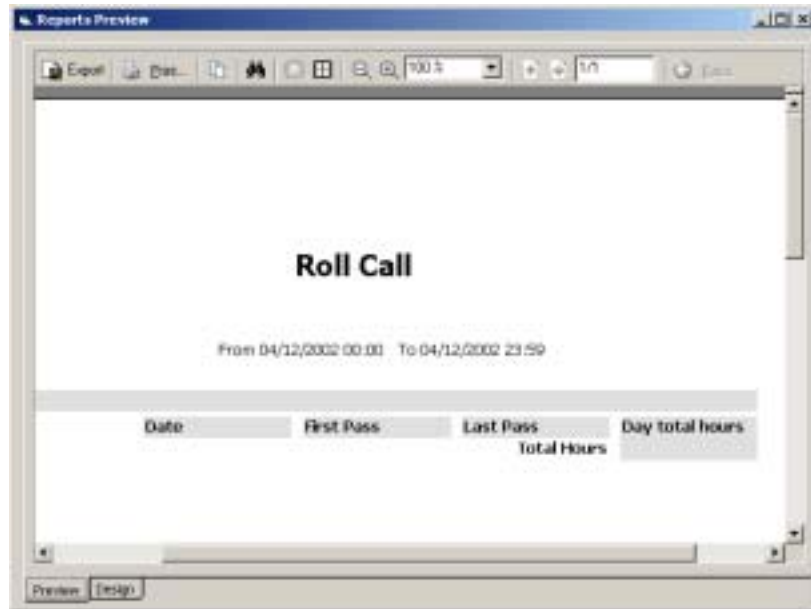 Reports Preview
Export Print... 100 % 1/1
Roll Call
From 04/12/2002 00:00 To 04/12/2002 23:59
Date First Pass Last Pass Day total hours
Total Hours
Preview Design